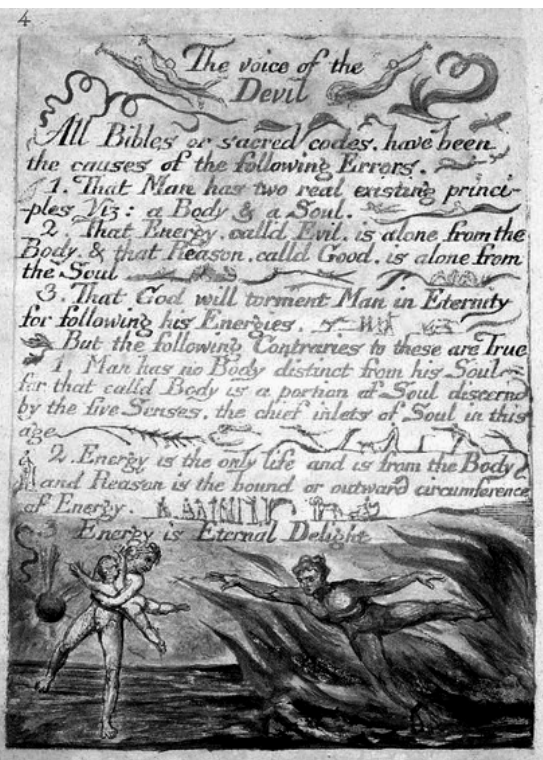 4
The voice of the
Devil
All Bibles or sacred codes. have been
the causes of the following Errors.
1. That Man has two real existing princi-
-ples Viz: a Body & a Soul.
2. That Energy. calld Evil. is alone from the
Body. & that Reason. calld Good. is alone from
the Soul
3. That God will torment Man in Eternity
for following his Energies.
But the following Contraries to these are True
1. Man has no Body distinct from his Soul
for that calld Body is a portion of Soul discernd
by the five Senses. the chief inlets of Soul in this
age
2. Energy is the only life and is from the Body
and Reason is the bound or outward circumference
of Energy.
3 Energy is Eternal Delight